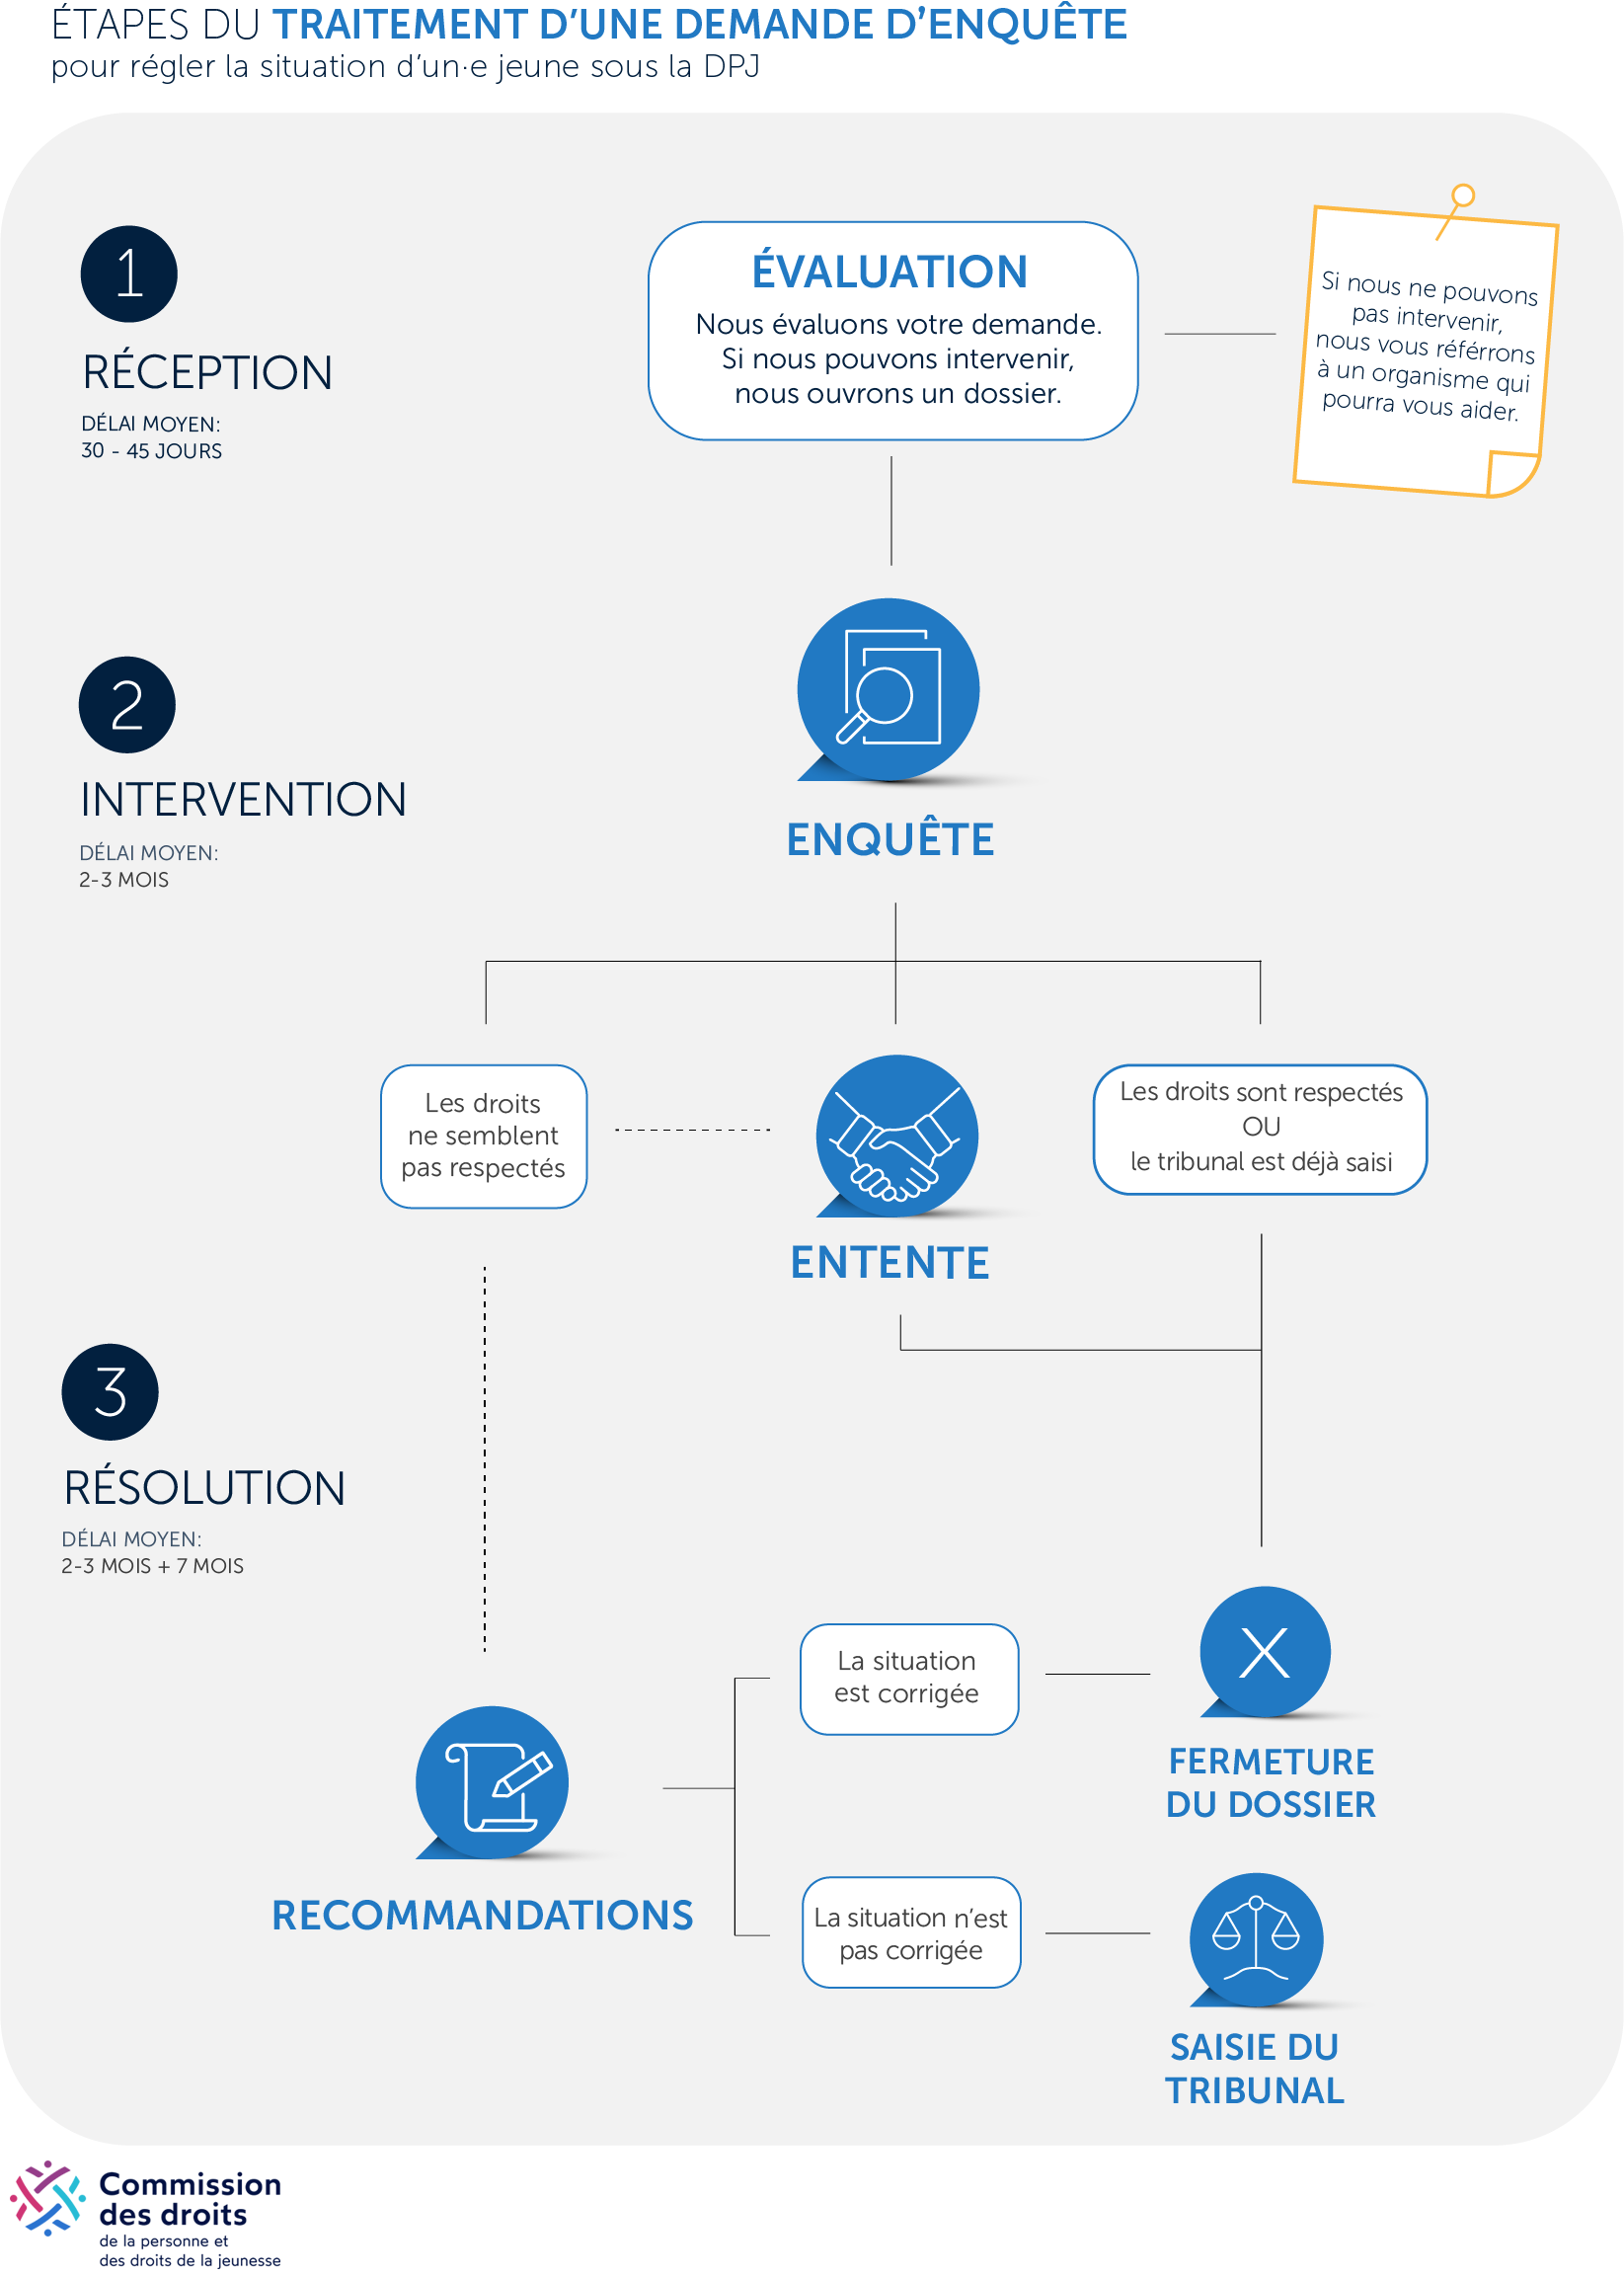 ÉTAPES DU TRAITEMENT D’UNE DEMANDE D’ENQUÊTE
pour régler la situation d’un·e jeune sous la DPJ
1
RÉCEPTION
DÉLAI MOYEN:
30 - 45 JOURS
ÉVALUATION
Nous évaluons votre demande.
Si nous pouvons intervenir,
nous ouvrons un dossier.
Si nous ne pouvons
pas intervenir,
nous vous référrons
à un organisme qui
pourra vous aider.
2
INTERVENTION
DÉLAI MOYEN:
2-3 MOIS
ENQUÊTE
Les droits
ne semblent
pas respectés
ENTENTE
Les droits sont respectés
OU
le tribunal est déjà saisi
3
RÉSOLUTION
DÉLAI MOYEN:
2-3 MOIS + 7 MOIS
RECOMMANDATIONS
La situation
est corrigée
X
FERMETURE
DU DOSSIER
La situation n’est
pas corrigée
SAISIE DU
TRIBUNAL
Commission
des droits
de la personne et
des droits de la jeunesse